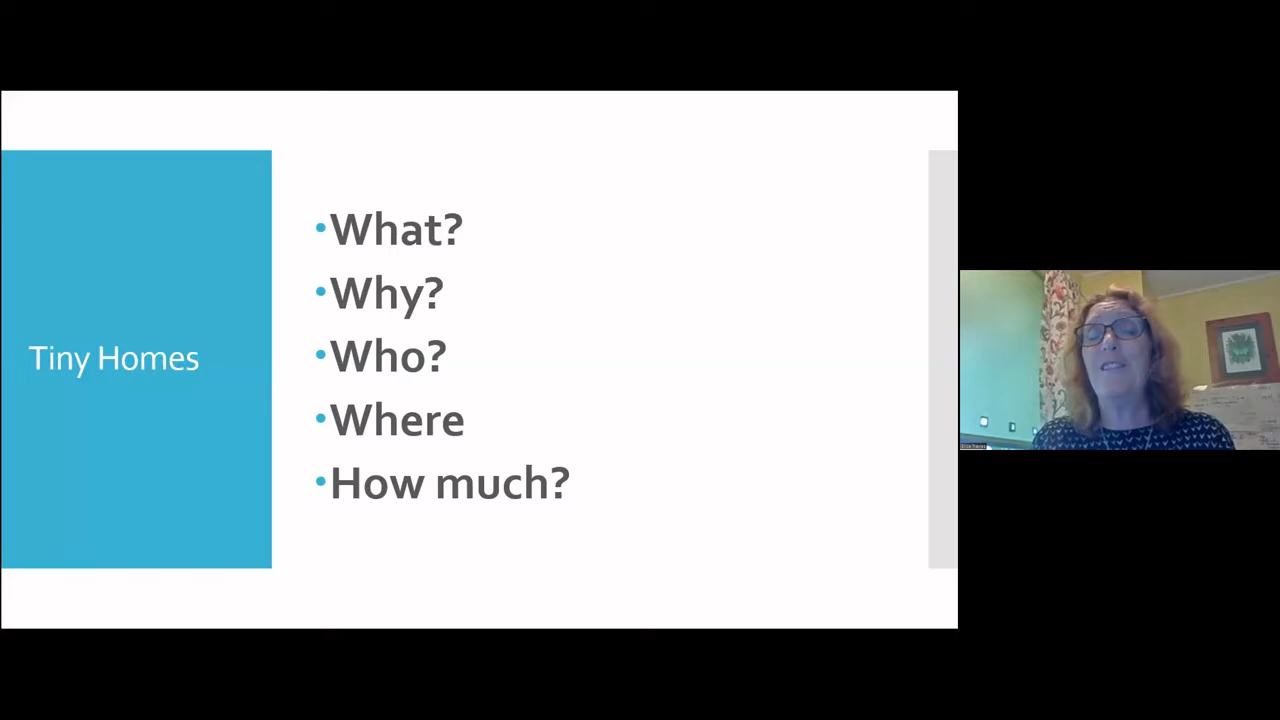 Tiny Homes
•What?
•Why?
•Who?
•Where
•How much?